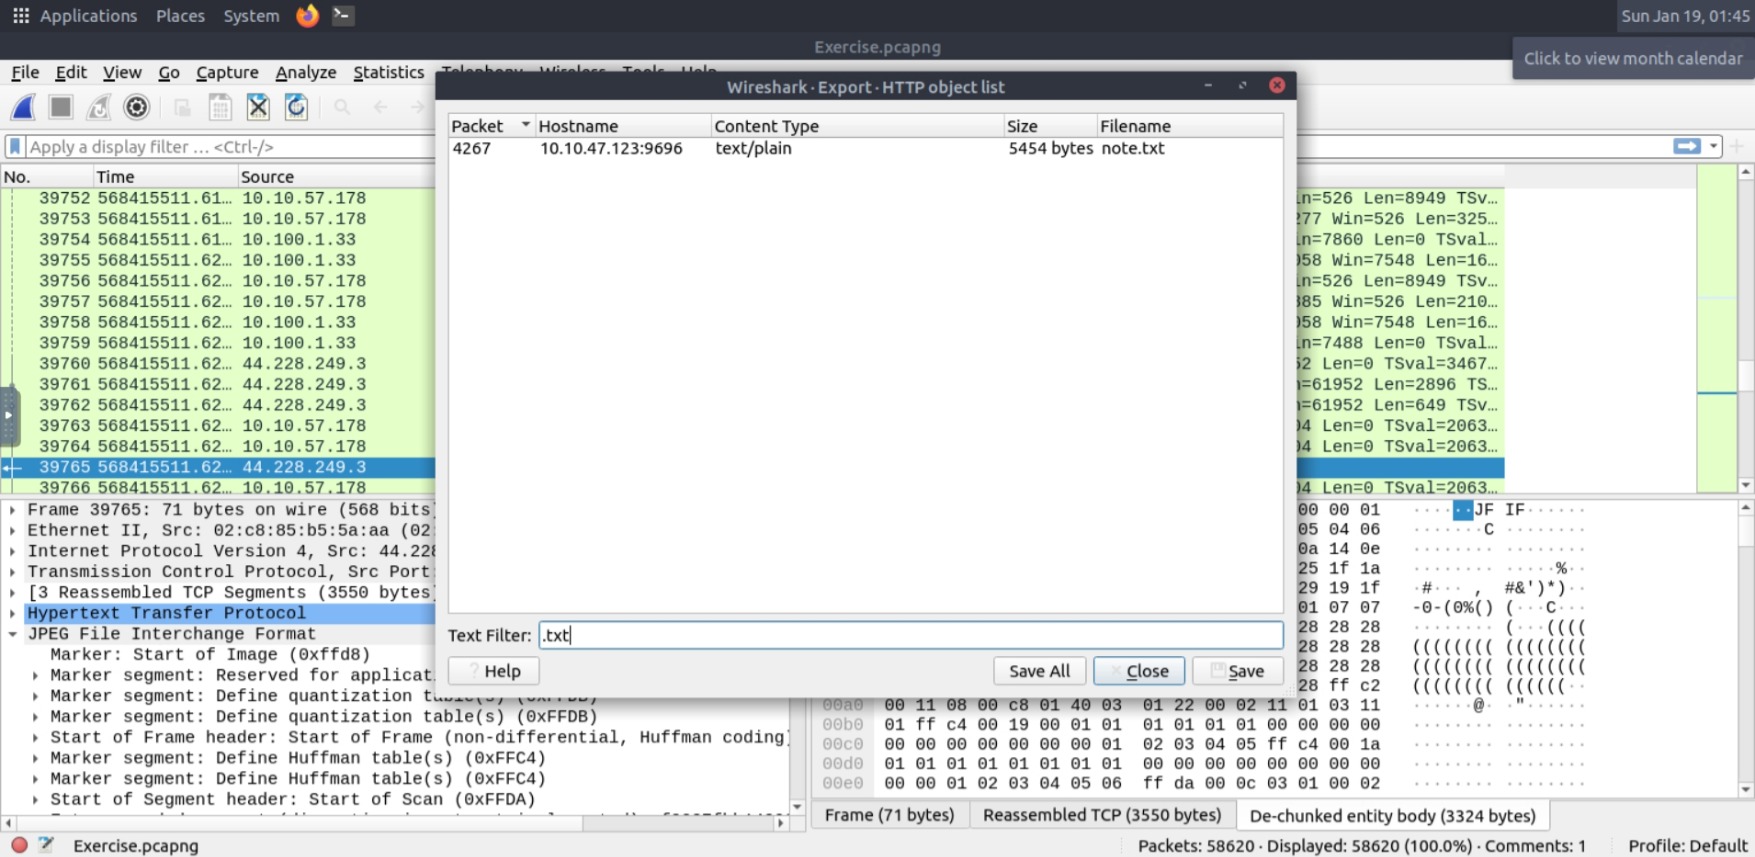 Applications Places System Sun Jan 19, 01:45
Exercise.pcapng
Click to view month calendar
File Edit View Go Capture Analyze Statistics Telephony Wireless Tools Help
Wireshark · Export · HTTP object list
Apply a display filter … <Ctrl-/>
Packet Hostname Content Type Size Filename
4267 10.10.47.123:9696 text/plain 5454 bytes note.txt
No. Time Source
39752 568415511.61… 10.10.57.178 in=526 Len=8949 TSv…
39753 568415511.61… 10.10.57.178 277 Win=526 Len=325…
39754 568415511.61… 10.100.1.33 in=7860 Len=0 TSval…
39755 568415511.62… 10.100.1.33 058 Win=7548 Len=16…
39756 568415511.62… 10.10.57.178 in=526 Len=8949 TSv…
39757 568415511.62… 10.10.57.178 385 Win=526 Len=210…
39758 568415511.62… 10.100.1.33 058 Win=7548 Len=16…
39759 568415511.62… 10.100.1.33 in=7488 Len=0 TSval…
39760 568415511.62… 44.228.249.3 52 Len=0 TSval=3467…
39761 568415511.62… 44.228.249.3 =61952 Len=2896 TS…
39762 568415511.62… 44.228.249.3 =61952 Len=649 TSv…
39763 568415511.62… 10.10.57.178 04 Len=0 TSval=2063…
39764 568415511.62… 10.10.57.178 04 Len=0 TSval=2063…
39765 568415511.62… 44.228.249.3
39766 568415511.62… 10.10.57.178 04 Len=0 TSval=2063…
Text Filter: .txt
Help Save All Close Save
Frame 39765: 71 bytes on wire (568 bits)
Ethernet II, Src: 02:c8:85:b5:5a:aa (02:
Internet Protocol Version 4, Src: 44.228
Transmission Control Protocol, Src Port:
[3 Reassembled TCP Segments (3550 bytes)
Hypertext Transfer Protocol
JPEG File Interchange Format
Marker: Start of Image (0xffd8)
Marker segment: Reserved for applicat
Marker segment: Define quantization table(s) (0xFFDB)
Marker segment: Define quantization table(s) (0xFFDB)
Start of Frame header: Start of Frame (non-differential, Huffman coding)
Marker segment: Define Huffman table(s) (0xFFC4)
Marker segment: Define Huffman table(s) (0xFFC4)
Start of Segment header: Start of Scan (0xFFDA)
00 00 01 ······JF IF······
05 04 06 ·······C ········
0a 14 0e ········ ········
25 1f 1a ········ ·····%··
29 19 1f ·#··· , #&')*)··
01 07 07 -0-(0%() (···C···
28 28 28 ·······( ···((((
28 28 28 (((((((( ((((((((
28 28 28 (((((((( ((((((((
28 ff c2 (((((((( ((((((··
00a0 00 11 08 00 c8 01 40 03 01 22 00 02 11 01 03 11 ······@· ·"······
00b0 01 ff c4 00 19 00 01 01 01 01 01 01 00 00 00 00 ········ ········
00c0 00 00 00 00 00 00 00 01 02 03 04 05 ff c4 00 1a ········ ········
00d0 01 01 01 01 01 01 01 01 00 00 00 00 00 00 00 00 ········ ········
00e0 00 00 01 02 03 04 05 06 ff da 00 0c 03 01 00 02 ········ ········
Frame (71 bytes) Reassembled TCP (3550 bytes) De-chunked entity body (3324 bytes)
Exercise.pcapng Packets: 58620 · Displayed: 58620 (100.0%) · Comments: 1 Profile: Default